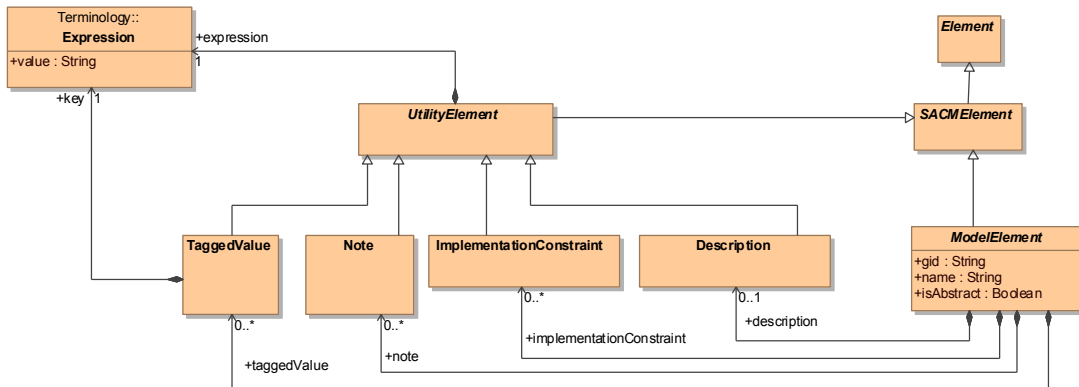 Terminology::
Expression
+value : String
+expression
1
+key
1
Element
UtilityElement
SACMElement
TaggedValue
Note
ImplementationConstraint
Description
ModelElement
+gid : String
+name : String
+isAbstract : Boolean
0..*
0..*
0..*
0..1
+taggedValue
+note
+implementationConstraint
+description